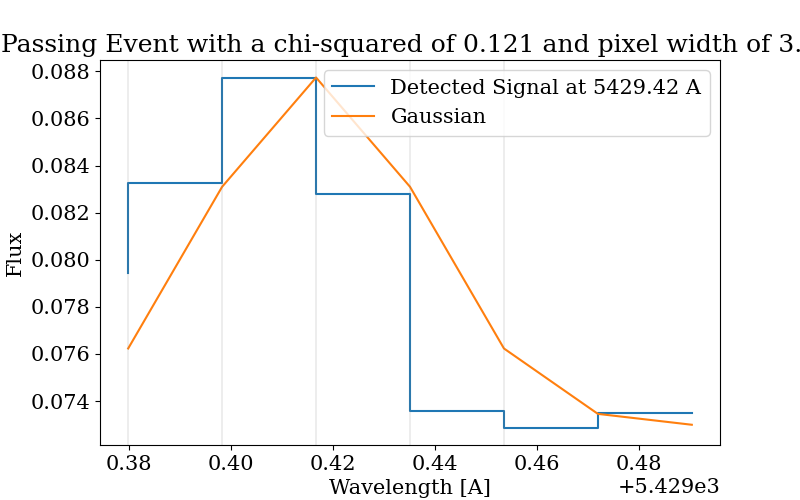 Passing Event with a chi-squared of 0.121 and pixel width of 3.
Detected Signal at 5429.42 A
Gaussian
Flux
0.088
0.086
0.084
0.082
0.080
0.078
0.076
0.074
0.38 0.40 0.42 0.44 0.46 0.48
Wavelength [A]
+5.429e3